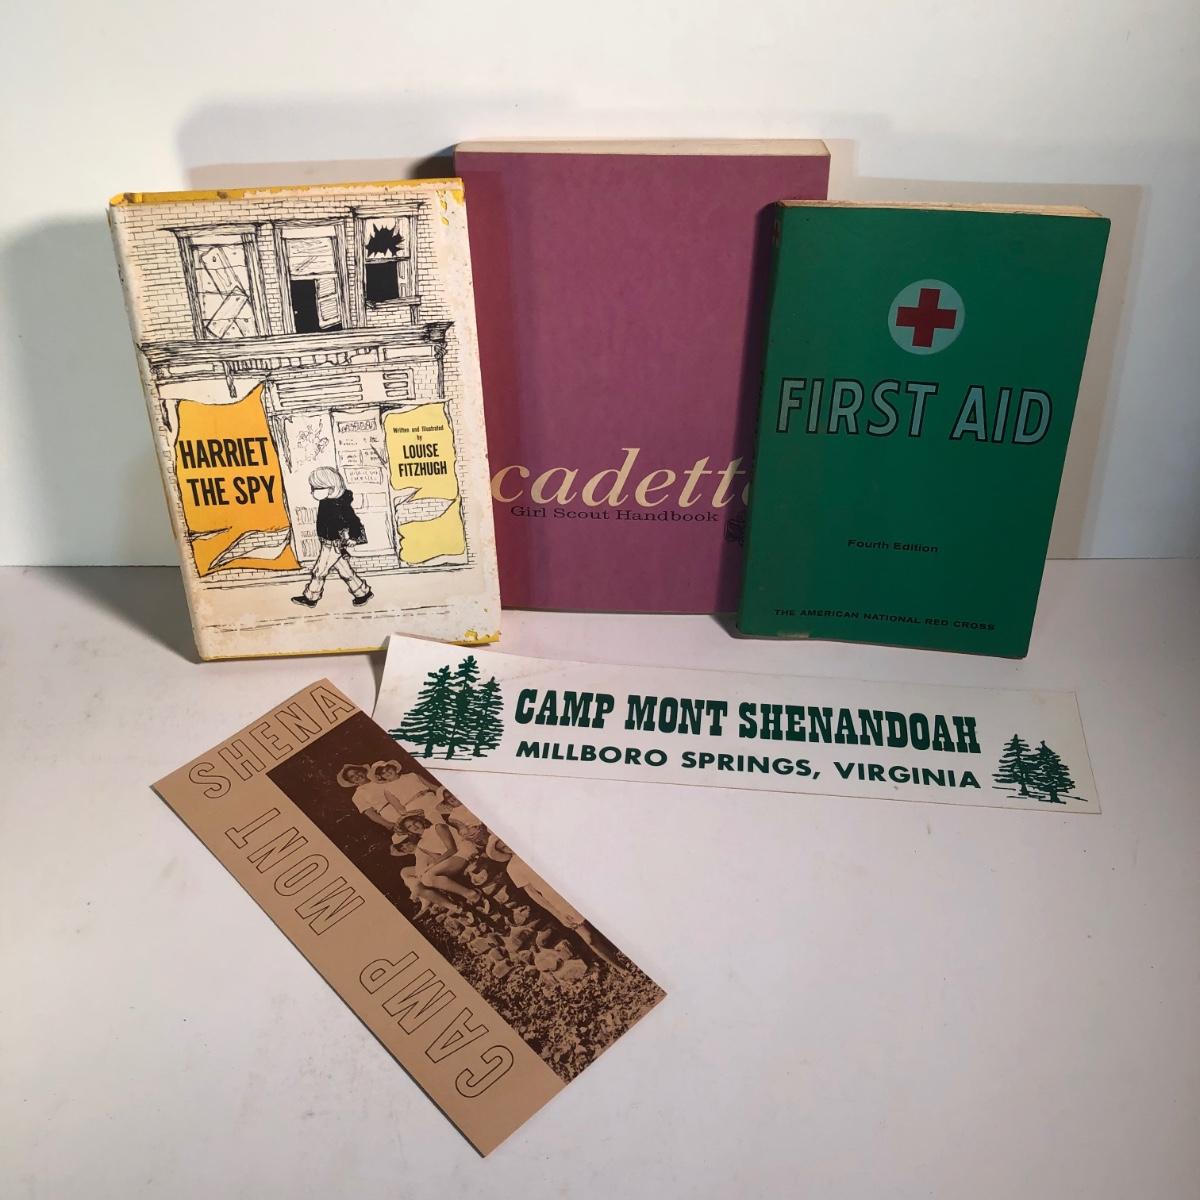 HARRIET
THE SPY
Written and Illustrated
by
LOUISE
FITZHUGH
cadett
Girl Scout Handbook
FIRST AID
Fourth Edition
THE AMERICAN NATIONAL RED CROSS
CAMP MONT SHENANDOAH
MILLBORO SPRINGS, VIRGINIA
CAMP MONT SHENA